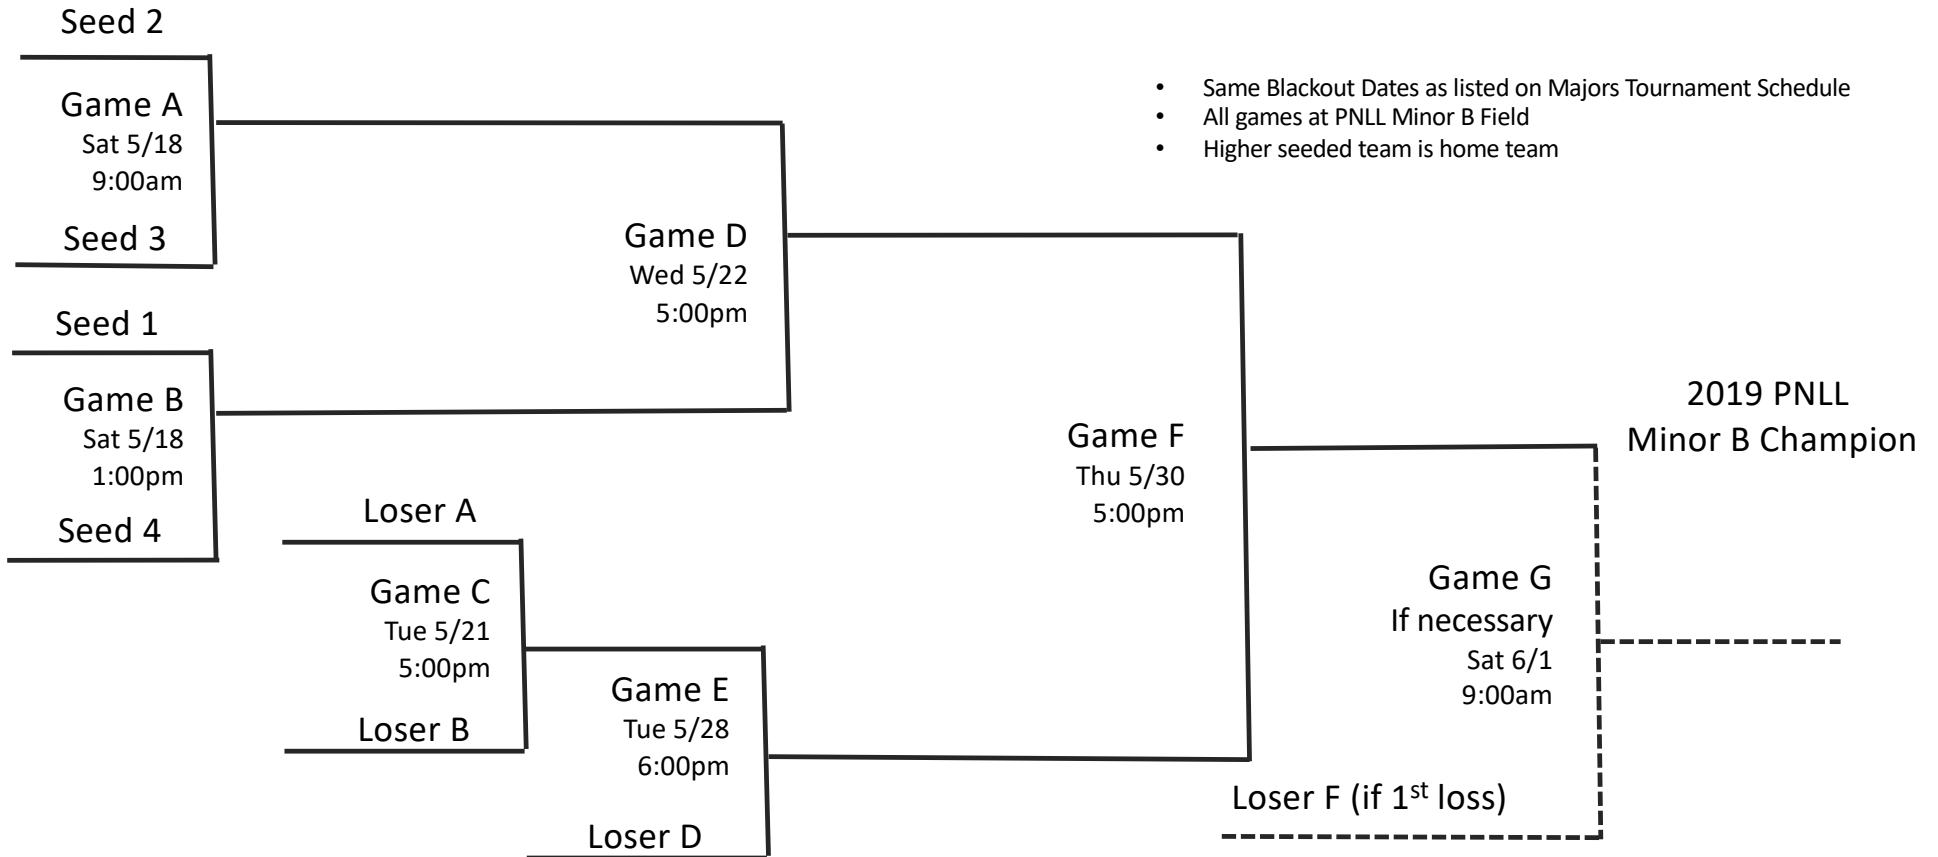 Seed 2
Game A
Sat 5/18
9:00am
Seed 3
Seed 1
Game B
Sat 5/18
1:00pm
Seed 4
Loser A
Game C
Tue 5/21
5:00pm
Loser B
Game D
Wed 5/22
5:00pm
Game E
Tue 5/28
6:00pm
Loser D
• Same Blackout Dates as listed on Majors Tournament Schedule
• All games at PNLL Minor B Field
• Higher seeded team is home team
Game F
Thu 5/30
5:00pm
Game G
If necessary
Sat 6/1
9:00am
Loser F (if 1st loss)
2019 PNLL
Minor B Champion